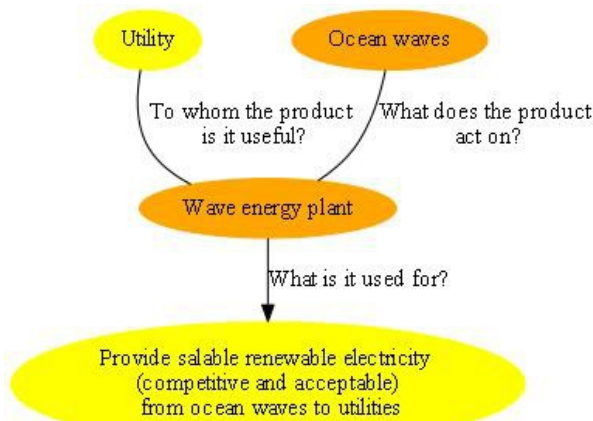 Utility
Ocean waves
To whom the product
is it useful?
What does the product
act on?
Wave energy plant
What is it used for?
Provide salable renewable electricity
(competitive and acceptable)
from ocean waves to utilities